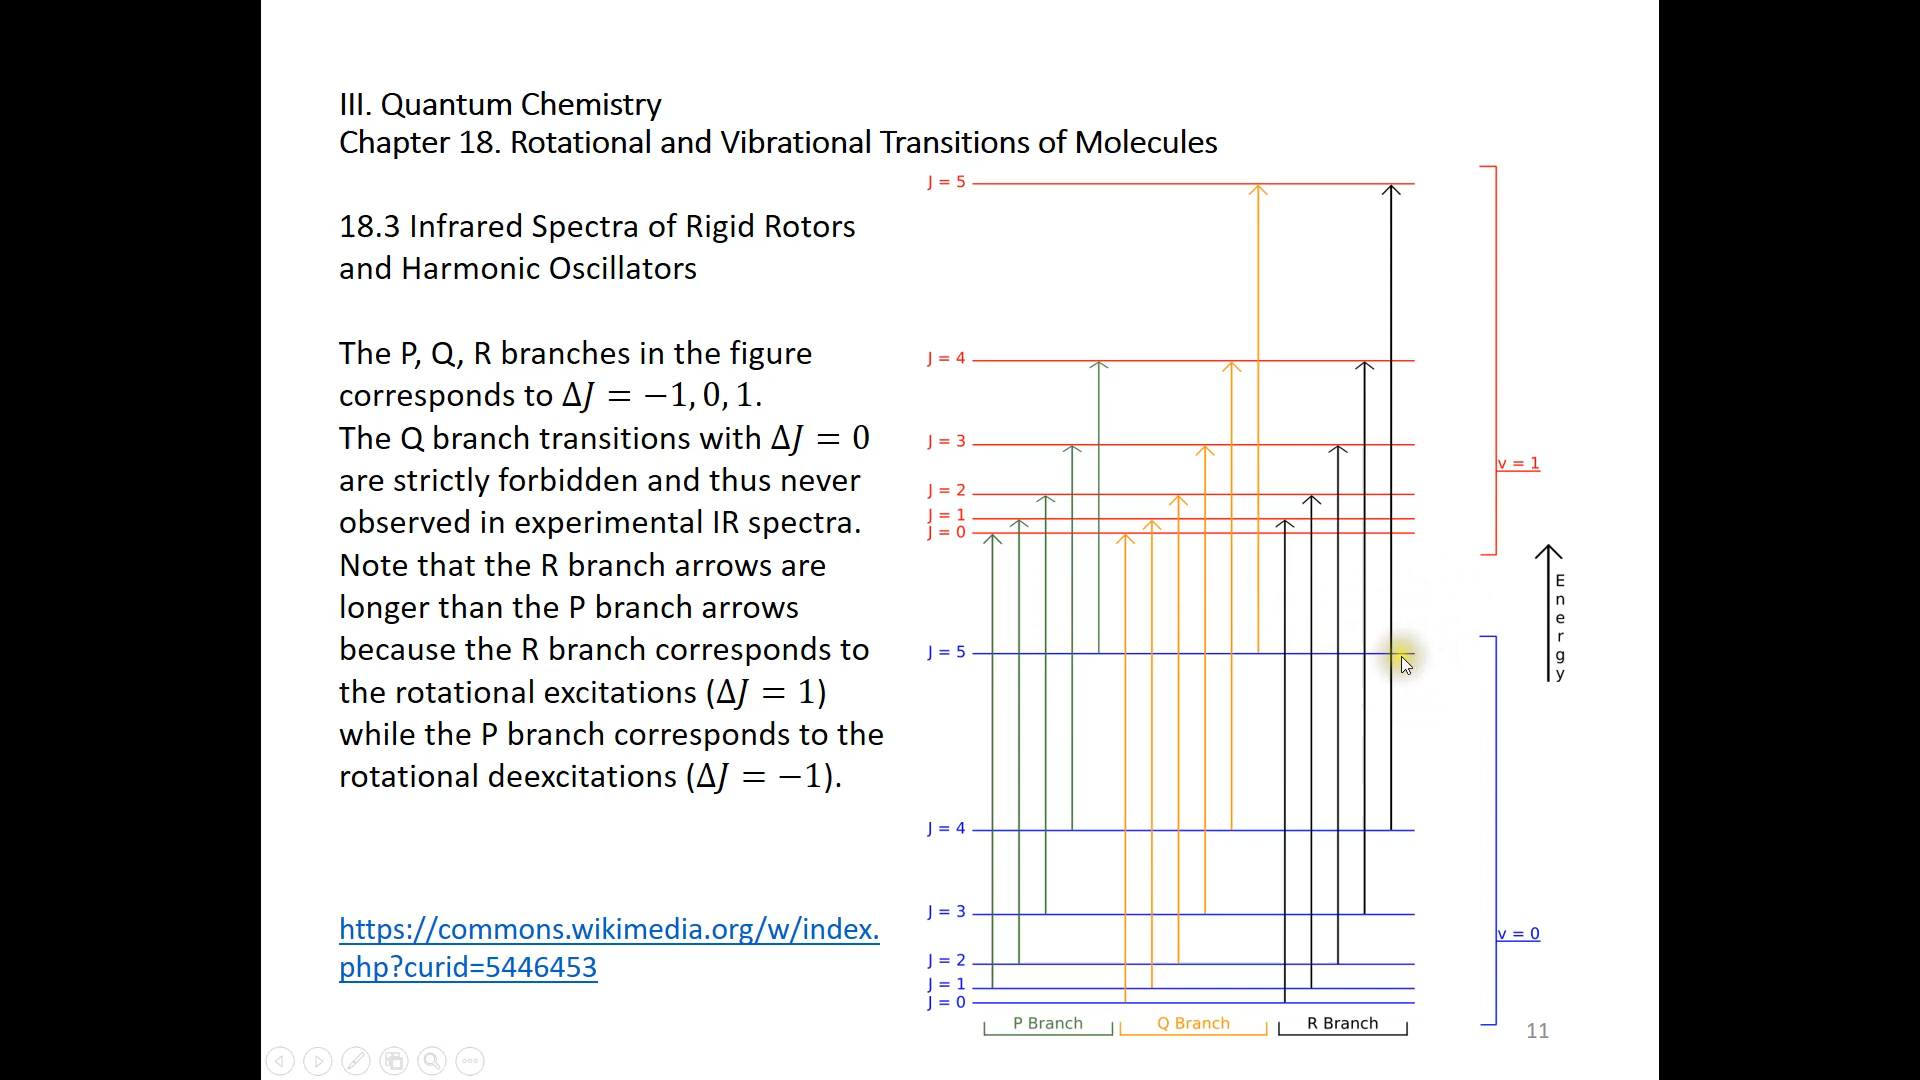 III. Quantum Chemistry
Chapter 18. Rotational and Vibrational Transitions of Molecules
18.3 Infrared Spectra of Rigid Rotors
and Harmonic Oscillators
The P, Q, R branches in the figure
corresponds to ΔJ = −1, 0, 1.
The Q branch transitions with ΔJ = 0
are strictly forbidden and thus never
observed in experimental IR spectra.
Note that the R branch arrows are
longer than the P branch arrows
because the R branch corresponds to
the rotational excitations (ΔJ = 1)
while the P branch corresponds to the
rotational deexcitations (ΔJ = −1).
https://commons.wikimedia.org/w/index.
php?curid=5446453
J = 5
J = 4
J = 3
J = 2
J = 1
J = 0
v = 1
J = 5
J = 4
J = 3
J = 2
J = 1
J = 0
v = 0
Energy
P Branch
Q Branch
R Branch
11